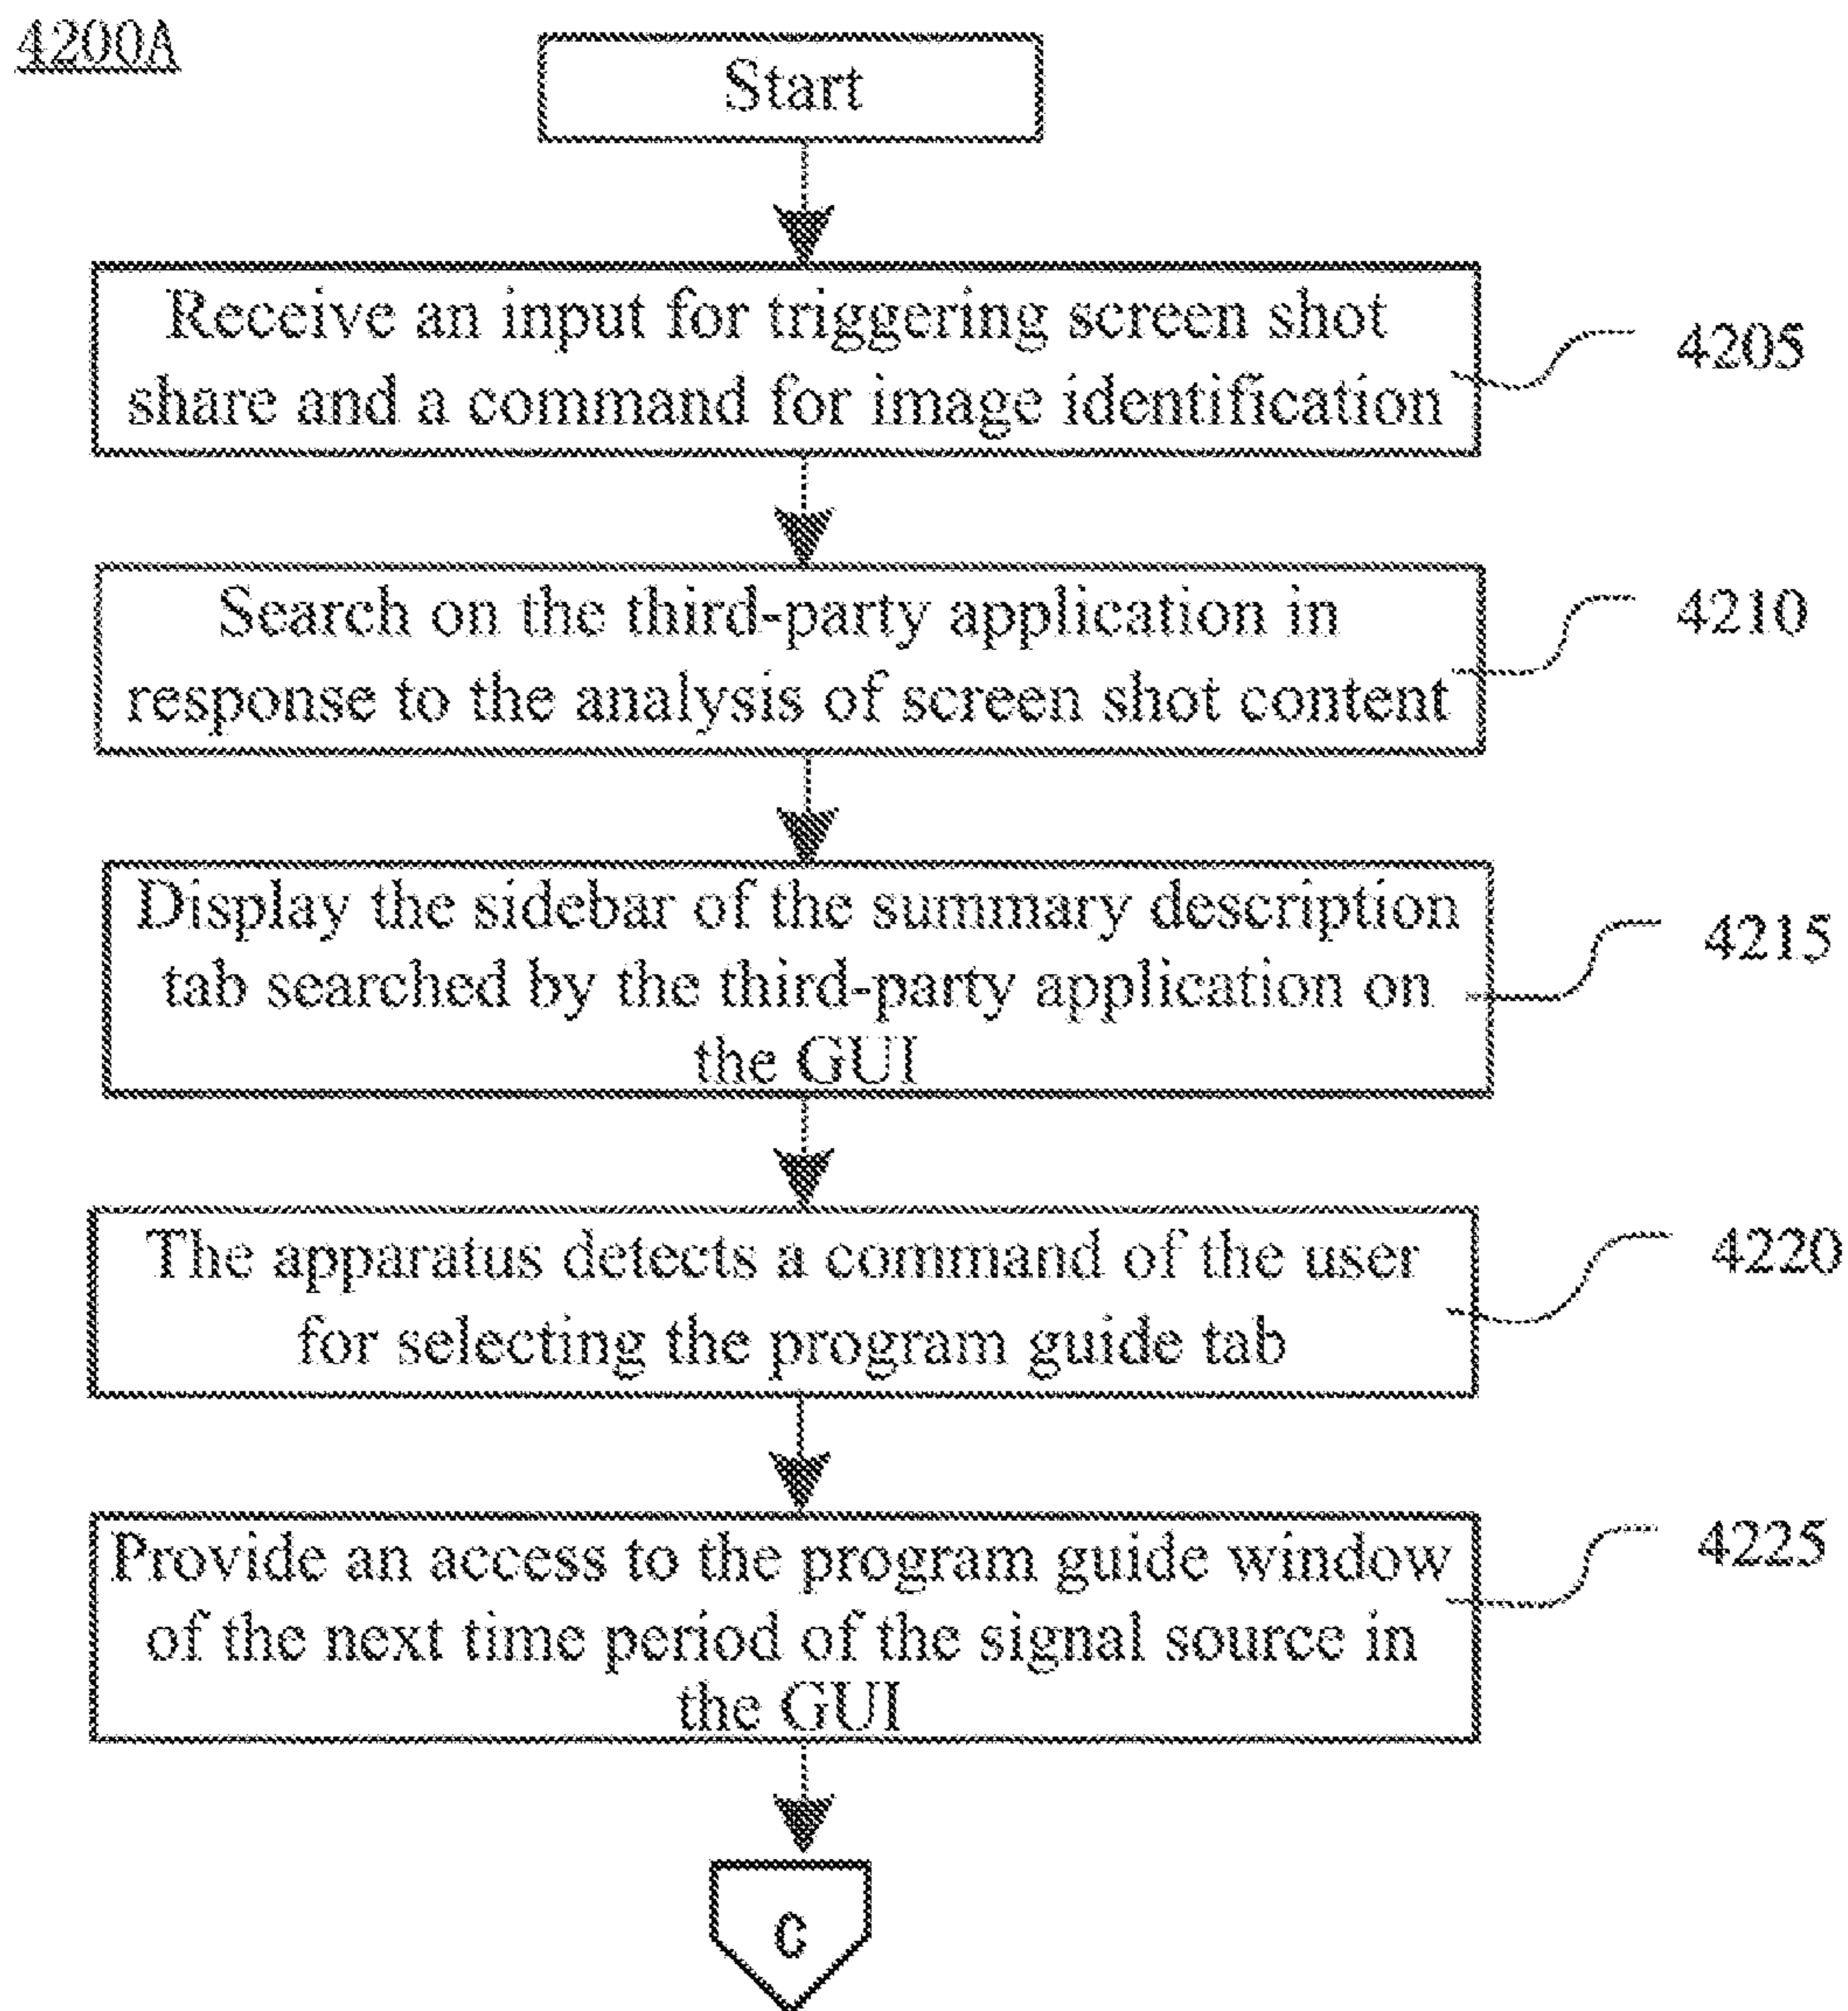 4200A
Start
Receive an input for triggering screen shot
share and a command for image identification
4205
Search on the third-party application in
response to the analysis of screen shot content
4210
Display the sidebar of the summary description
tab searched by the third-party application on
the GUI
4215
The apparatus detects a command of the user
for selecting the program guide tab
4220
Provide an access to the program guide window
of the next time period of the signal source in
the GUI
4225
C